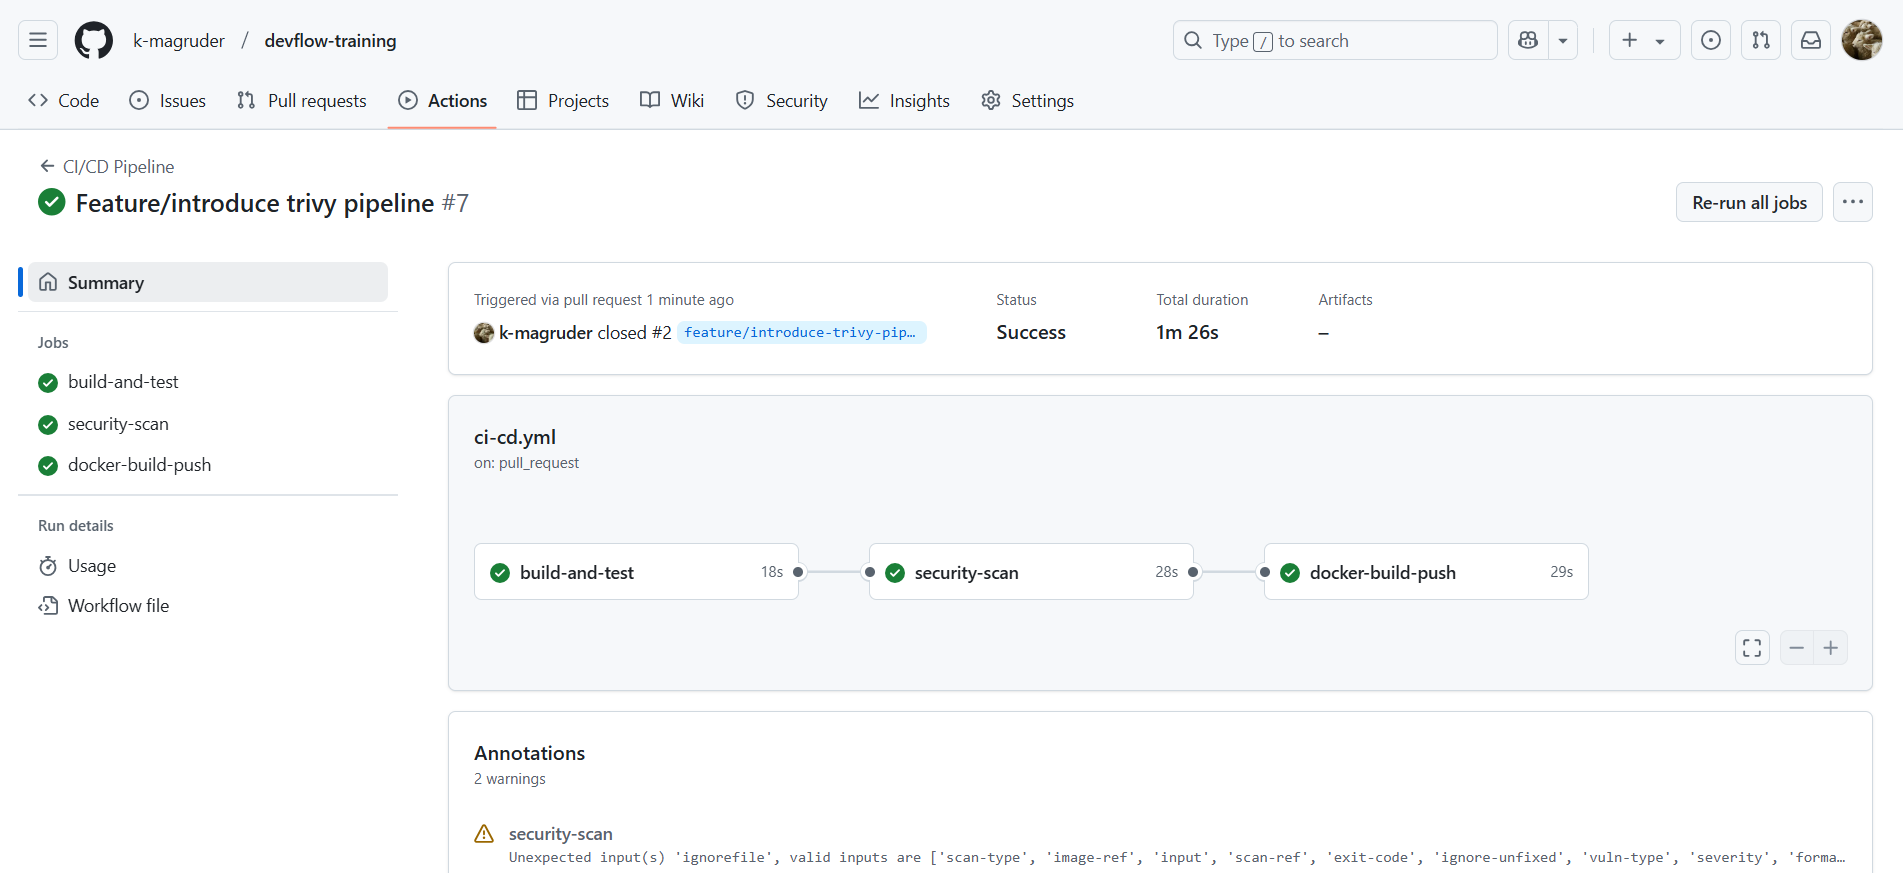 k-magruder / devflow-training
Type / to search
Code Issues Pull requests Actions Projects Wiki Security Insights Settings
CI/CD Pipeline
Feature/introduce trivy pipeline #7
Re-run all jobs
Summary
Jobs
build-and-test
security-scan
docker-build-push
Run details
Usage
Workflow file
Triggered via pull request 1 minute ago
k-magruder closed #2 feature/introduce-trivy-pip…
Status
Success
Total duration
1m 26s
Artifacts
–
ci-cd.yml
on: pull_request
build-and-test 18s
security-scan 28s
docker-build-push 29s
Annotations
2 warnings
security-scan
Unexpected input(s) 'ignorefile', valid inputs are ['scan-type', 'image-ref', 'input', 'scan-ref', 'exit-code', 'ignore-unfixed', 'vuln-type', 'severity', 'forma…